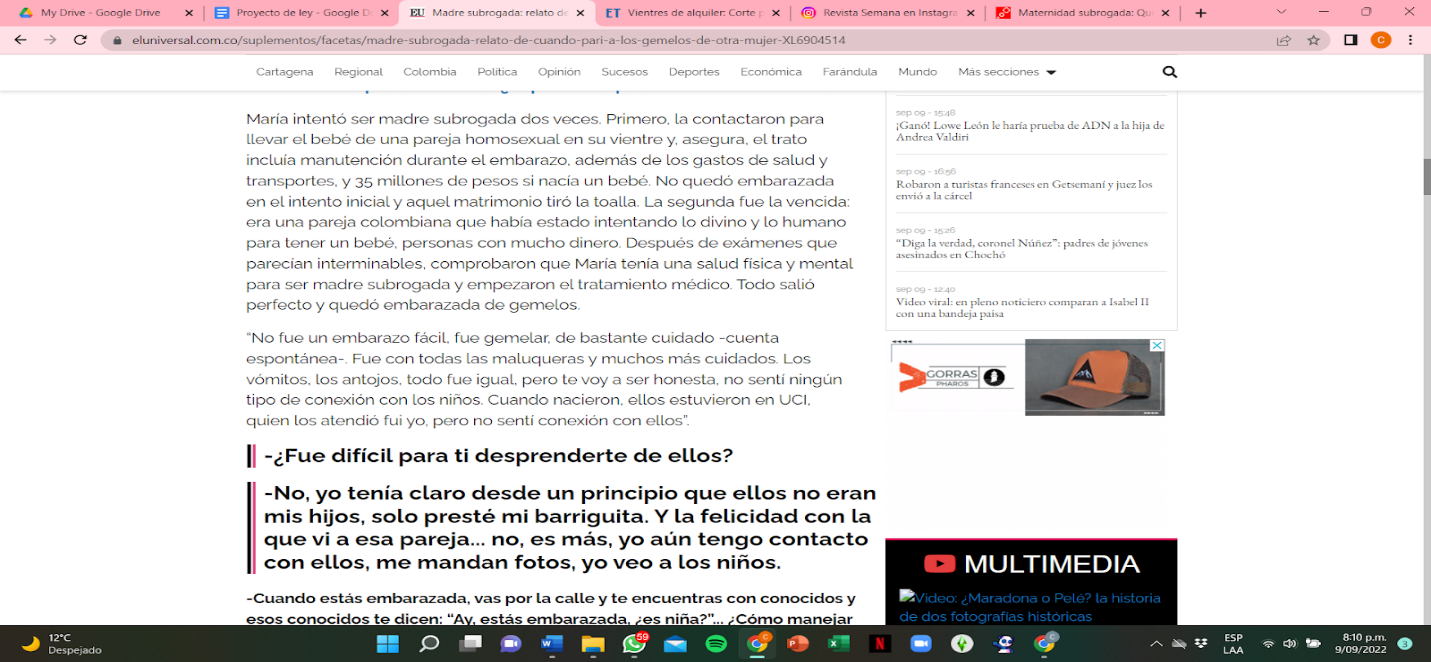 My Drive - Google Drive
Proyecto de ley - Google Do
EU Madre subrogada: relato de
ET Vientres de alquiler: Corte p
Revista Semana en Instagra
Maternidad subrogada: Qu
eluniversal.com.co/suplementos/facetas/madre-subrogada-relato-de-cuando-pari-a-los-gemelos-de-otra-mujer-XL6904514
C
Cartagena Regional Colombia Política Opinión Sucesos Deportes Económica Farándula Mundo Más secciones
María intentó ser madre subrogada dos veces. Primero, la contactaron para
llevar el bebé de una pareja homosexual en su vientre y, asegura, el trato
incluía manutención durante el embarazo, además de los gastos de salud y
transportes, y 35 millones de pesos si nacía un bebé. No quedó embarazada
en el intento inicial y aquel matrimonio tiró la toalla. La segunda fue la vencida:
era una pareja colombiana que había estado intentando lo divino y lo humano
para tener un bebé, personas con mucho dinero. Después de exámenes que
parecían interminables, comprobaron que María tenía una salud física y mental
para ser madre subrogada y empezaron el tratamiento médico. Todo salió
perfecto y quedó embarazada de gemelos.
“No fue un embarazo fácil, fue gemelar, de bastante cuidado -cuenta
espontánea-. Fue con todas las maluqueras y muchos más cuidados. Los
vómitos, los antojos, todo fue igual, pero te voy a ser honesta, no sentí ningún
tipo de conexión con los niños. Cuando nacieron, ellos estuvieron en UCI,
quien los atendió fui yo, pero no sentí conexión con ellos”.
-¿Fue difícil para ti desprenderte de ellos?
-No, yo tenía claro desde un principio que ellos no eran
mis hijos, solo presté mi barriguita. Y la felicidad con la
que vi a esa pareja... no, es más, yo aún tengo contacto
con ellos, me mandan fotos, yo veo a los niños.
-Cuando estás embarazada, vas por la calle y te encuentras con conocidos y
esos conocidos te dicen: “Ay, estás embarazada, ¿es niña?”... ¿Cómo manejar
sep 09 - 15:48
¡Ganó! Lowe León le haría prueba de ADN a la hija de
Andrea Valdiri
sep 09 - 16:56
Robaron a turistas franceses en Getsemaní y juez los
envió a la cárcel
sep 09 - 15:26
“Diga la verdad, coronel Núñez”: padres de jóvenes
asesinados en Chochó
sep 09 - 12:40
Video viral: en pleno noticiero comparan a Isabel II
con una bandeja paisa
GORRAS
PHAROS
MULTIMEDIA
Video: ¿Maradona o Pelé? la historia
de dos fotografías históricas
12°C
Despejado
59
ESP
LAA
8:10 p.m.
9/09/2022
3